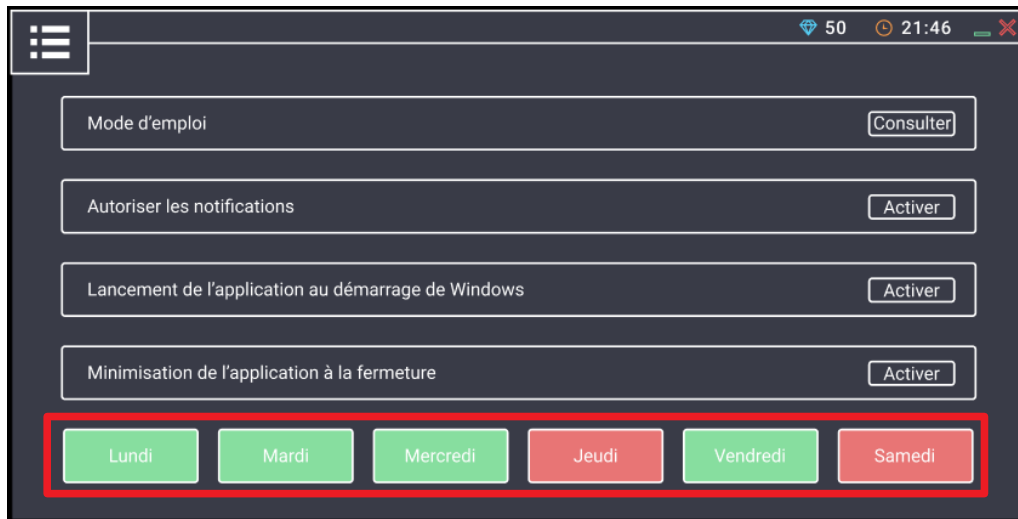 50 21:46
Mode d'emploi Consulter
Autoriser les notifications Activer
Lancement de l'application au démarrage de Windows Activer
Minimisation de l'application à la fermeture Activer
Lundi Mardi Mercredi Jeudi Vendredi Samedi